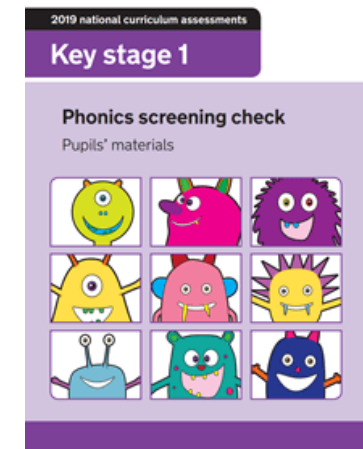 2019 national curriculum assessments
Key stage 1
Phonics screening check
Pupils’ materials